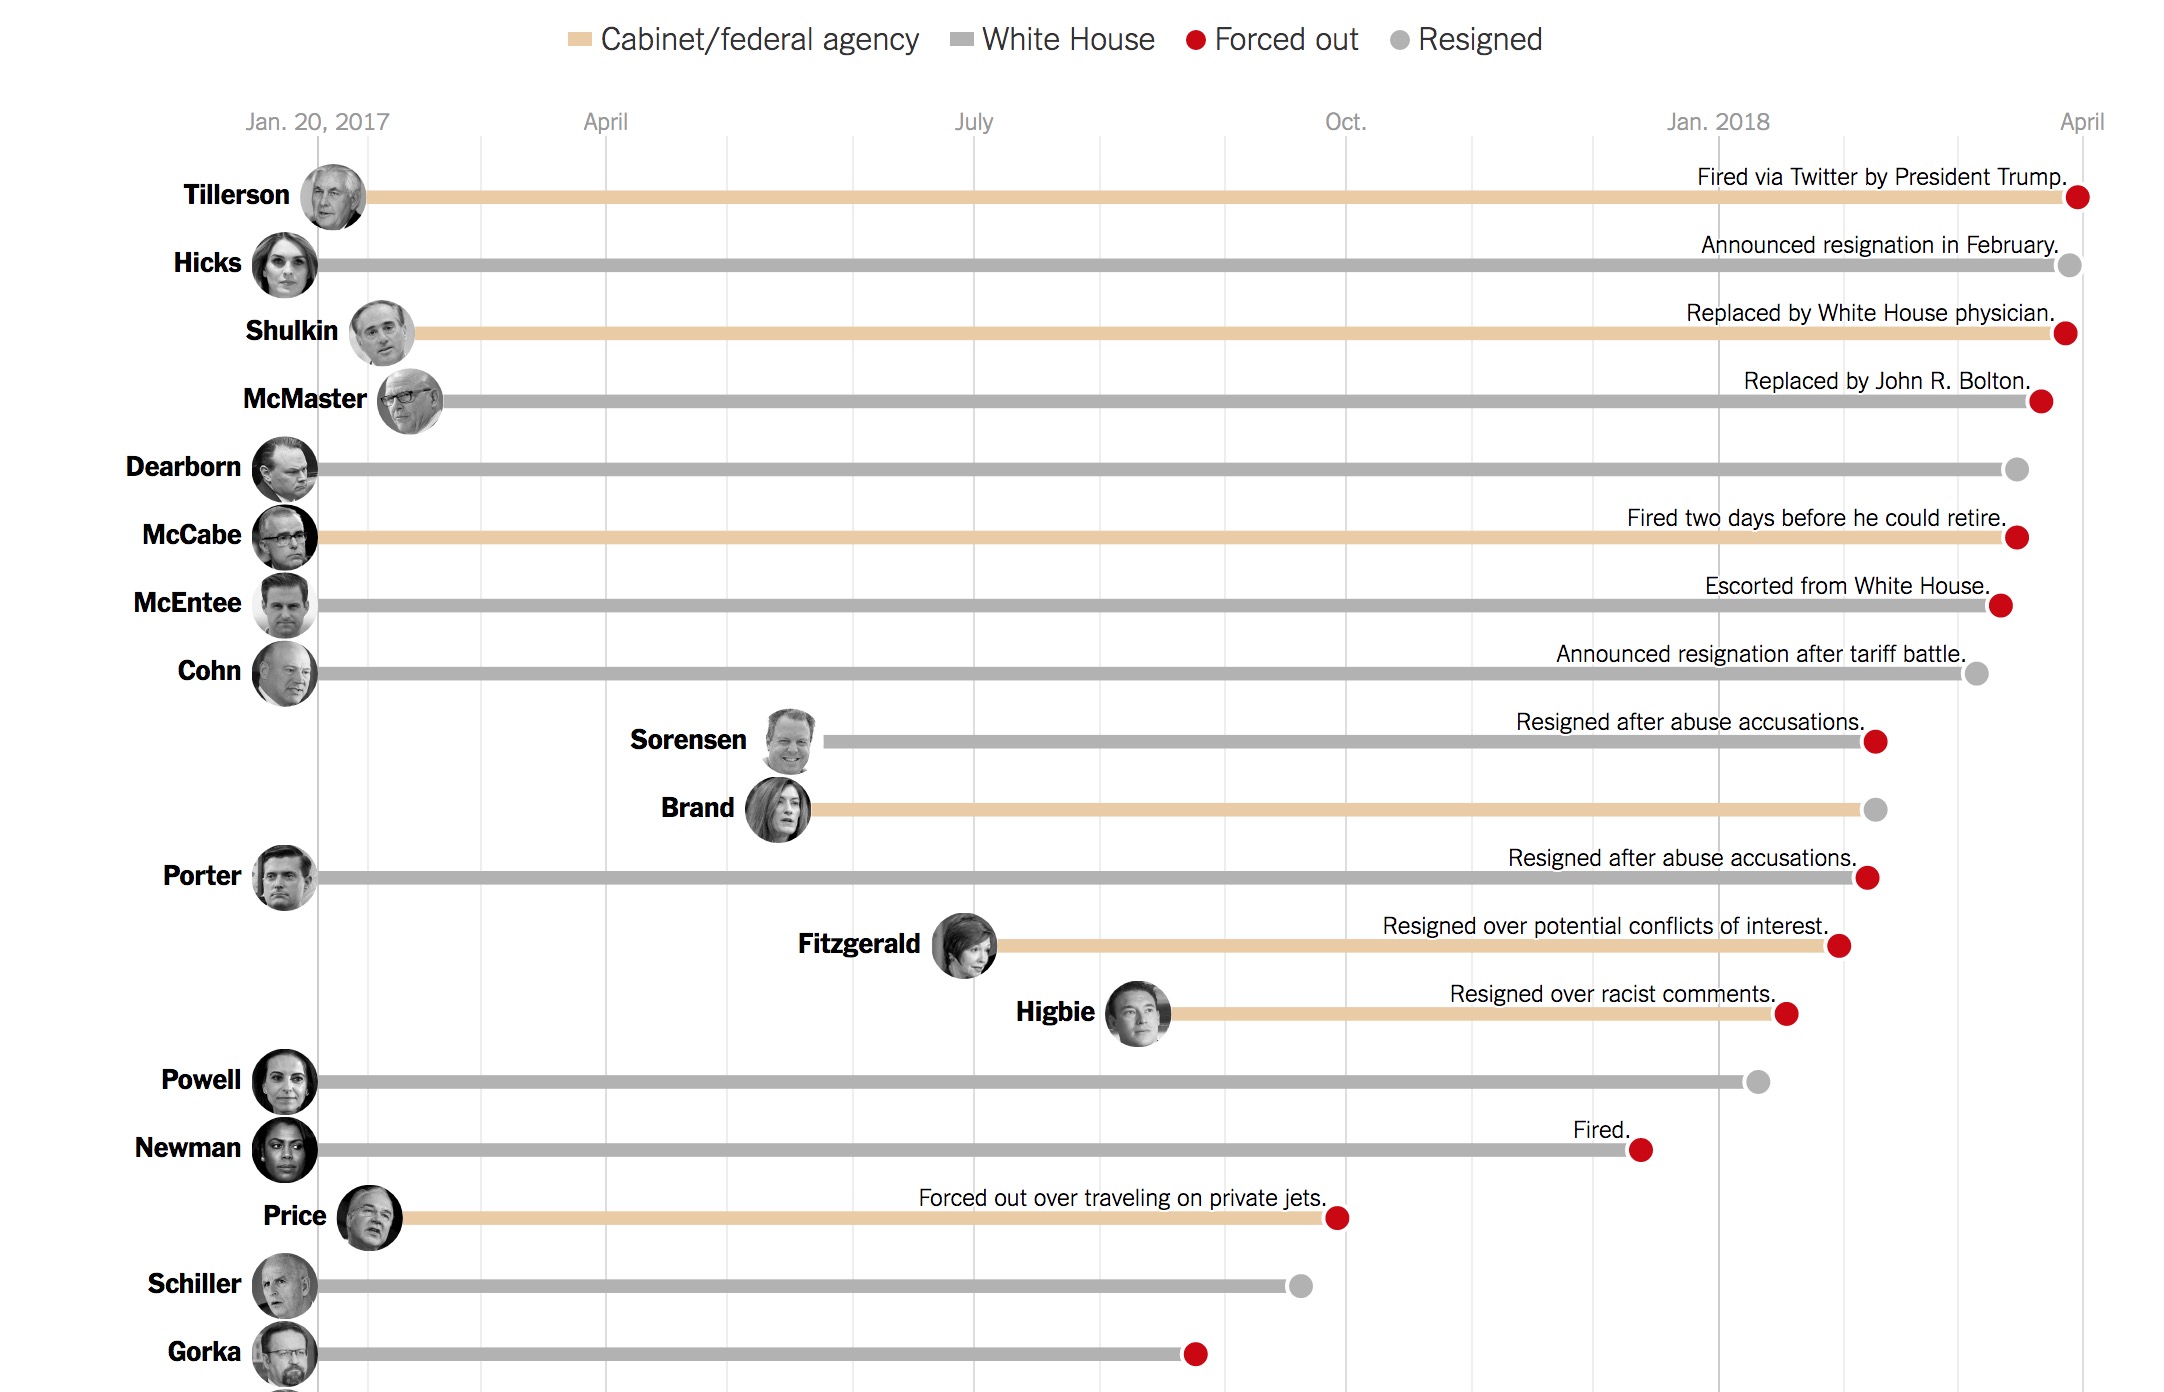 Cabinet/federal agency White House Forced out Resigned
Jan. 20, 2017 April July Oct. Jan. 2018 April
Fired via Twitter by President Trump.
Tillerson
Announced resignation in February.
Hicks
Replaced by White House physician.
Shulkin
Replaced by John R. Bolton.
McMaster
Dearborn
Fired two days before he could retire.
McCabe
Escorted from White House.
McEntee
Announced resignation after tariff battle.
Cohn
Resigned after abuse accusations.
Sorensen
Brand
Resigned after abuse accusations.
Porter
Resigned over potential conflicts of interest.
Fitzgerald
Resigned over racist comments.
Higbie
Powell
Fired.
Newman
Forced out over traveling on private jets.
Price
Schiller
Gorka